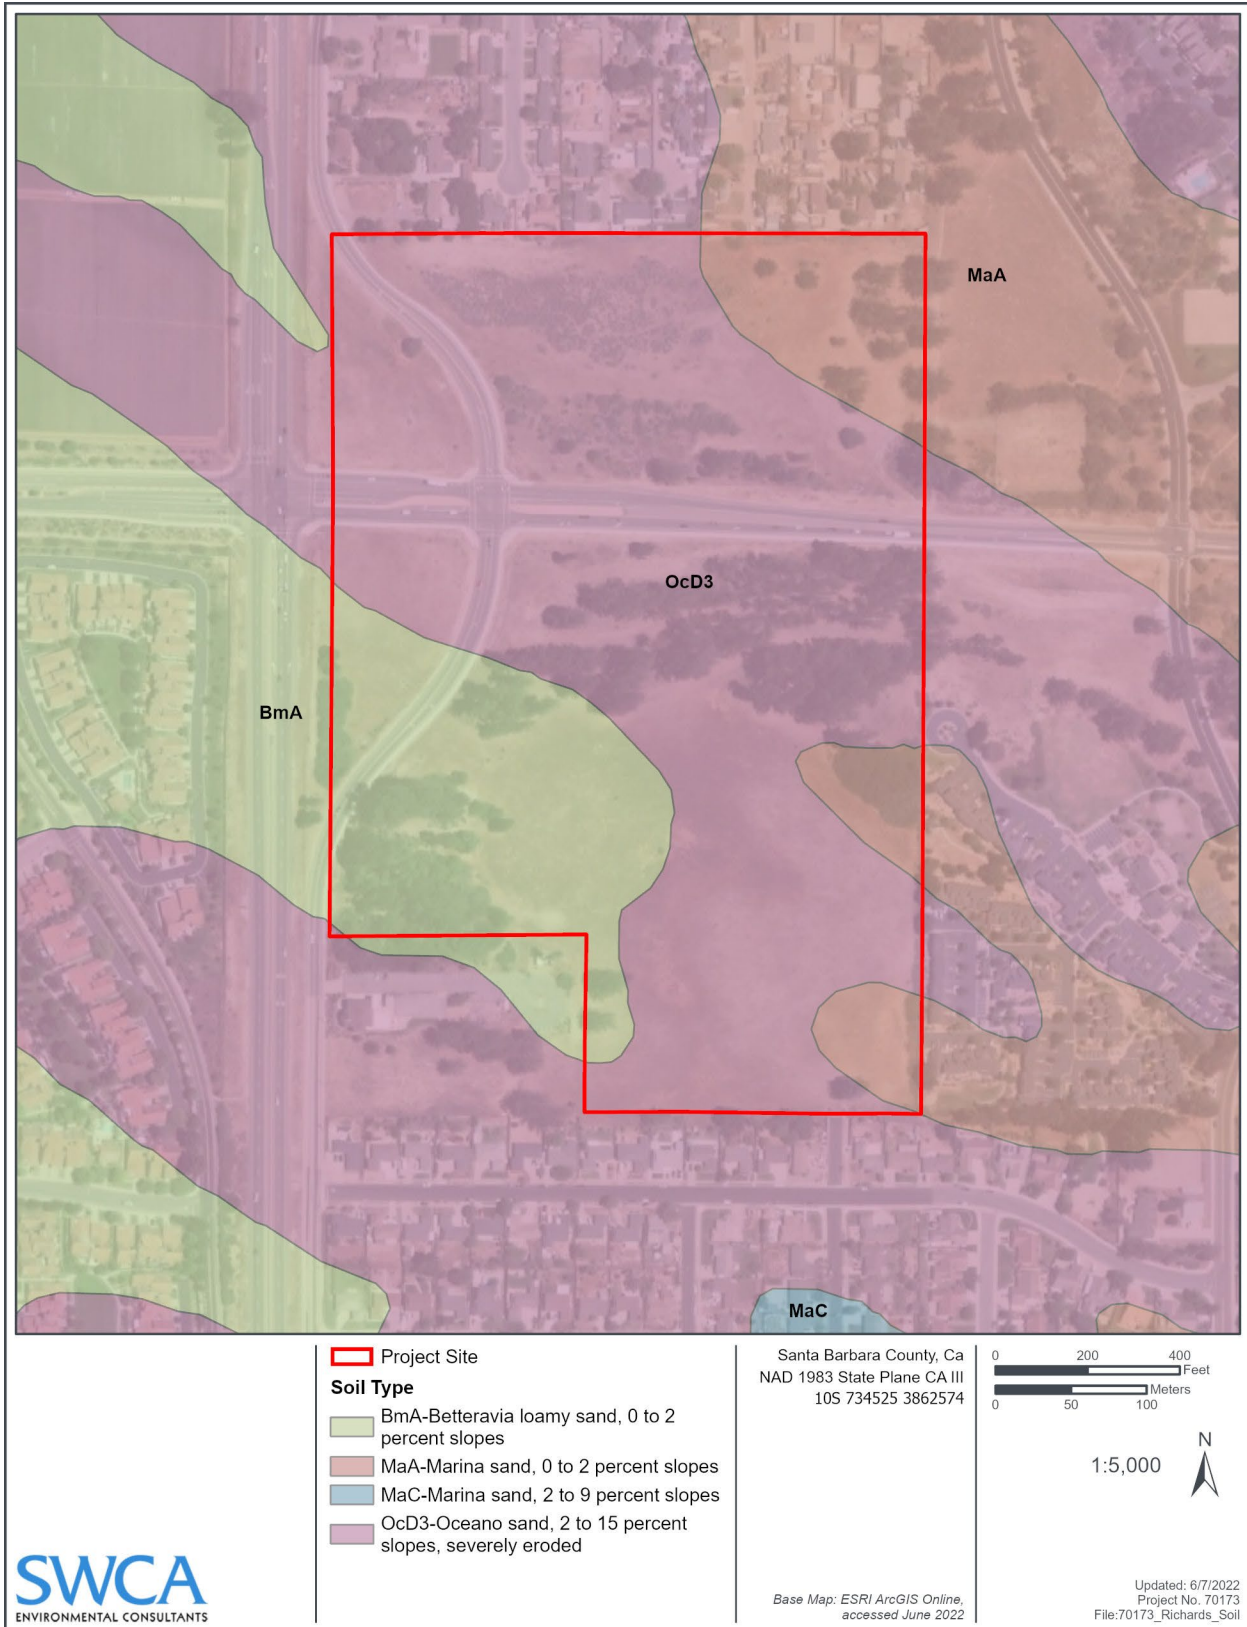 MaA
OcD3
BmA
MaC
Project Site
Soil Type
BmA-Betteravia loamy sand, 0 to 2
percent slopes
MaA-Marina sand, 0 to 2 percent slopes
MaC-Marina sand, 2 to 9 percent slopes
OcD3-Oceano sand, 2 to 15 percent
slopes, severely eroded
SWCA
ENVIRONMENTAL CONSULTANTS
Santa Barbara County, Ca
NAD 1983 State Plane CA III
10S 734525 3862574
Base Map: ESRI ArcGIS Online,
accessed June 2022
0 200 400
Feet
Meters
0 50 100
N
1:5,000
Updated: 6/7/2022
Project No. 70173
File:70173_Richards_Soil